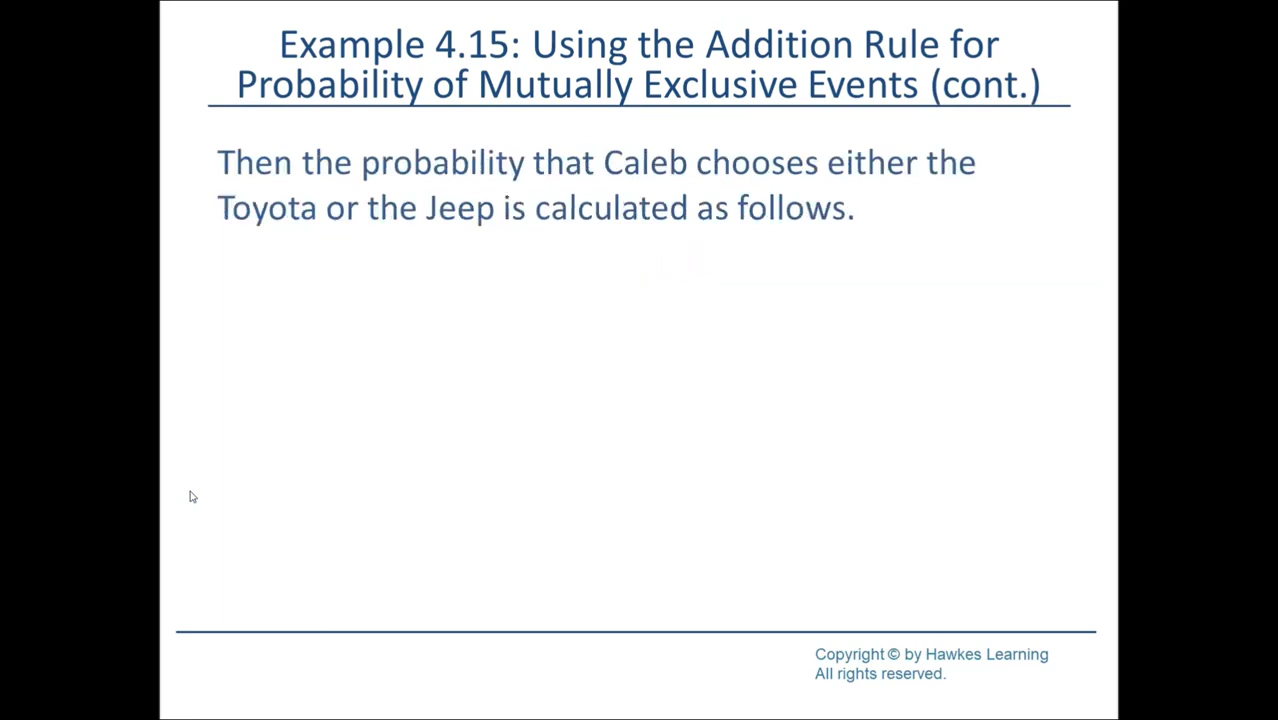 Example 4.15: Using the Addition Rule for
Probability of Mutually Exclusive Events (cont.)
Then the probability that Caleb chooses either the
Toyota or the Jeep is calculated as follows.
Copyright © by Hawkes Learning
All rights reserved.